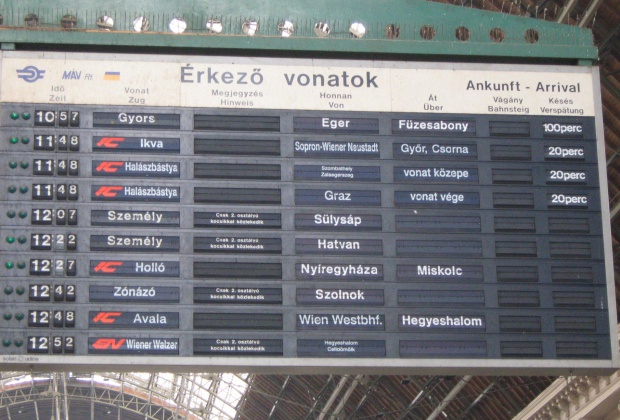 MÁV Rt
Érkező vonatok
Ankunft - Arrival
Idő Vonat Megjegyzés Honnan Át Vágány Késés
Zeit Zug Hinweis Von Über Bahnsteig Verspätung
10 57 Gyors Eger Füzesabony 100perc
11 48 IC Ikva Sopron-Wiener Neustadt Győr, Csorna 20perc
11 48 IC Halászbástya Szombathely Zalaegerszeg vonat közepe 20perc
11 48 IC Halászbástya Graz vonat vége 20perc
12 07 Személy Csak 2. osztályú kocsikkal közlekedik Sülysáp
12 22 Személy Csak 2. osztályú kocsikkal közlekedik Hatvan
12 27 IC Holló Nyíregyháza Miskolc
12 42 Zónázó Csak 2. osztályú kocsikkal közlekedik Szolnok
12 48 IC Avala Wien Westbhf. Hegyeshalom
12 52 EN Wiener Walzer Csak 2. osztályú kocsikkal közlekedik Hegyeshalom